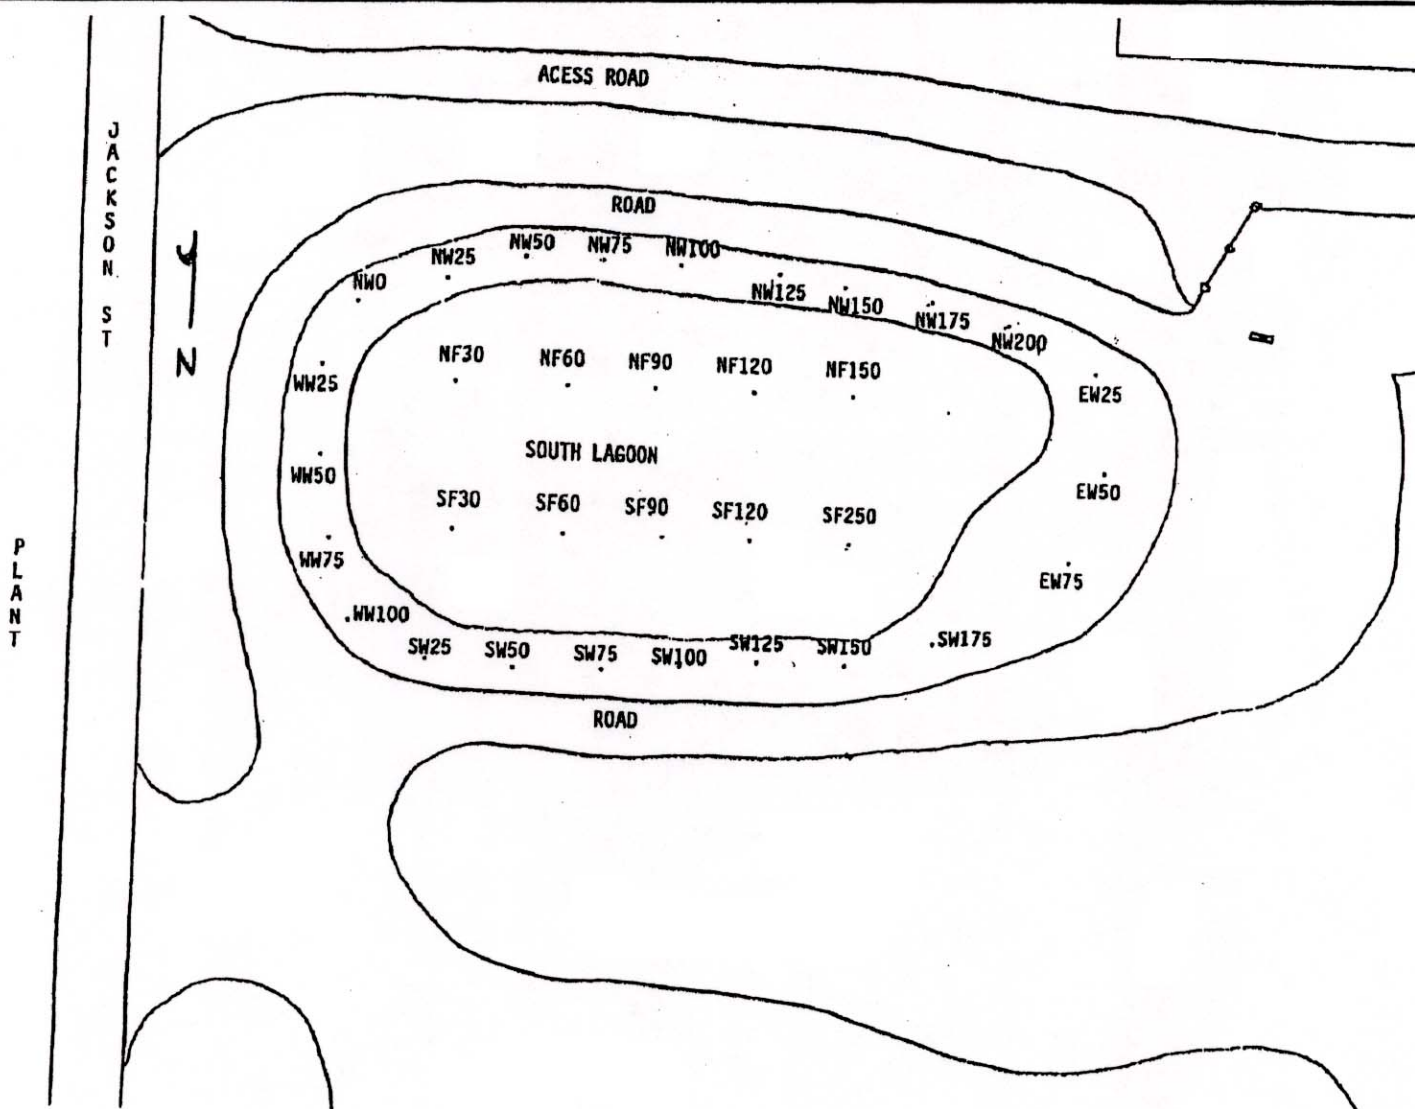 ACESS ROAD
JACKSON ST
ROAD
NW0
NW25
NW50
NW75
NW100
NW125
NW150
NW175
NW200
N
WW25
NF30
NF60
NF90
NF120
NF150
EW25
SOUTH LAGOON
WW50
SF30
SF60
SF90
SF120
SF250
EW50
PLANT
WW75
EW75
WW100
SW25
SW50
SW75
SW100
SW125
SW150
SW175
ROAD